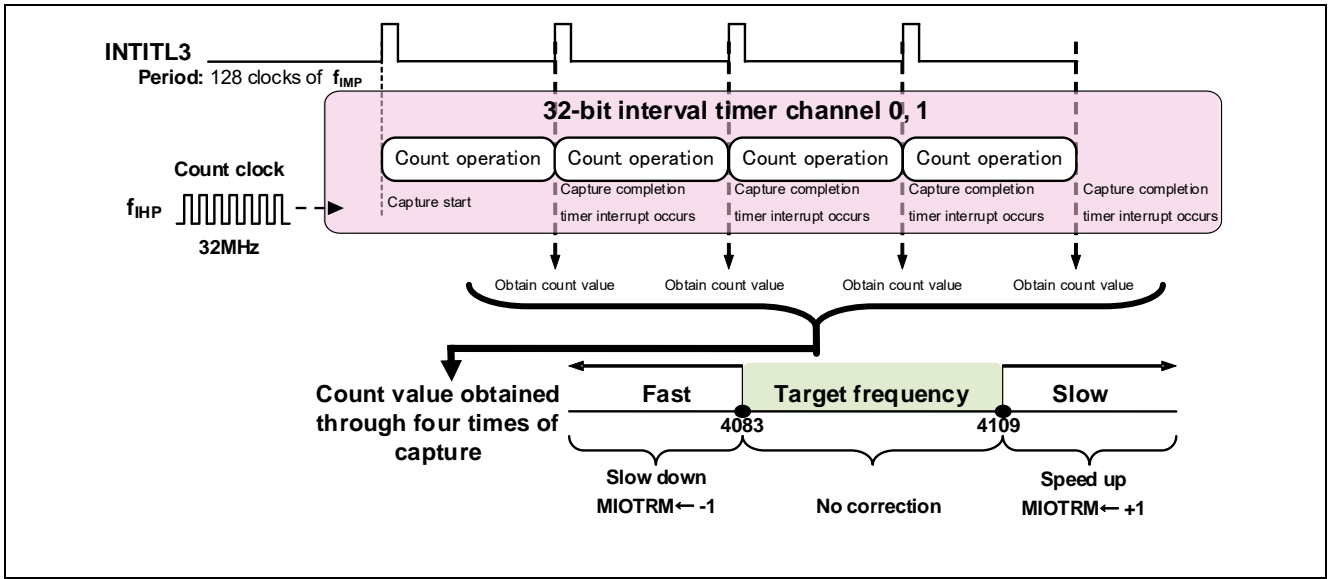 INTITL3
Period: 128 clocks of fIMP
32-bit interval timer channel 0, 1
Count operation Count operation Count operation Count operation
Count clock
fIHP
32MHz
Capture start
Capture completion
timer interrupt occurs
Capture completion
timer interrupt occurs
Capture completion
timer interrupt occurs
Capture completion
timer interrupt occurs
Obtain count value Obtain count value Obtain count value Obtain count value
Count value obtained
through four times of
capture
Fast Target frequency Slow
4083 4109
Slow down
MIOTRM← -1
No correction
Speed up
MIOTRM← +1